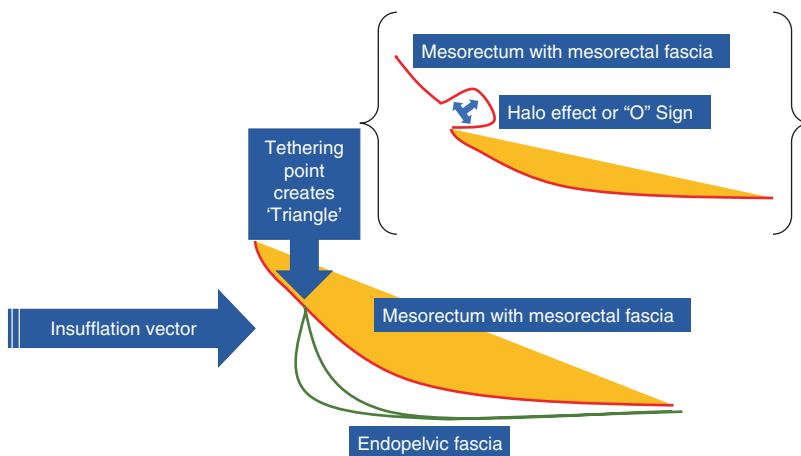 Mesorectum with mesorectal fascia
Halo effect or “O” Sign
Tethering
point
creates
‘Triangle’
Insufflation vector
Mesorectum with mesorectal fascia
Endopelvic fascia